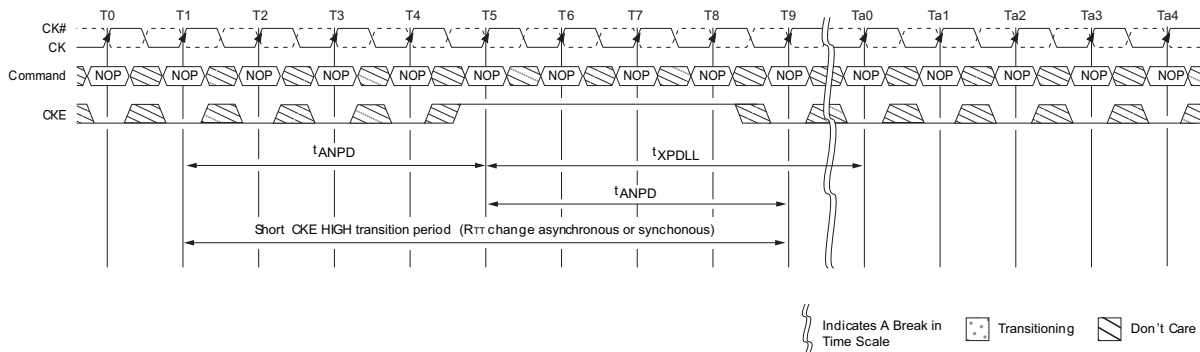 T0 T1 T2 T3 T4 T5 T6 T7 T8 T9 Ta0 Ta1 Ta2 Ta3 Ta4
CK#
CK
Command NOP NOP NOP NOP NOP NOP NOP NOP NOP NOP NOP NOP NOP NOP NOP
CKE
tANPD tXPDLL
tANPD
Short CKE HIGH transition period (RTT change asynchronous or synchonous)
Indicates A Break in
Time Scale
Transitioning
Don't Care